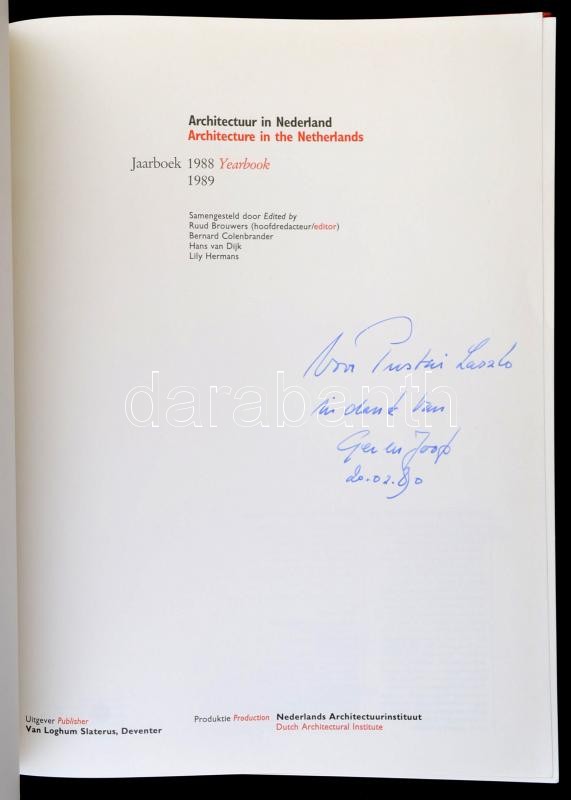 Architectuur in Nederland
Architecture in the Netherlands
Jaarboek 1988 Yearbook
1989
Samengesteld door Edited by
Ruud Brouwers (hoofdredacteur/editor)
Bernard Colenbrander
Hans van Dijk
Lily Hermans
Voor Pusztai Laszlo
in dank van
Ger en Joop
20.02.90
darabanth
Uitgever Publisher
Van Loghum Slaterus, Deventer
Produktie Production Nederlands Architectuurinstituut
Dutch Architectural Institute